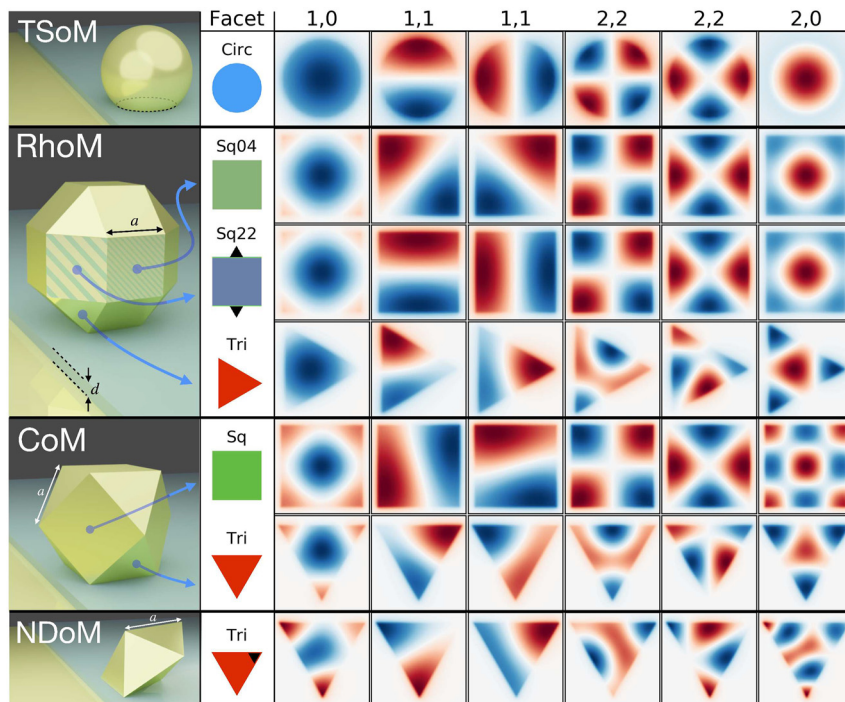 TSoM Facet 1,0 1,1 1,1 2,2 2,2 2,0
Circ
RhoM
Sq04
a
Sq22
Tri
d
CoM
Sq
a
Tri
NDoM
a
Tri